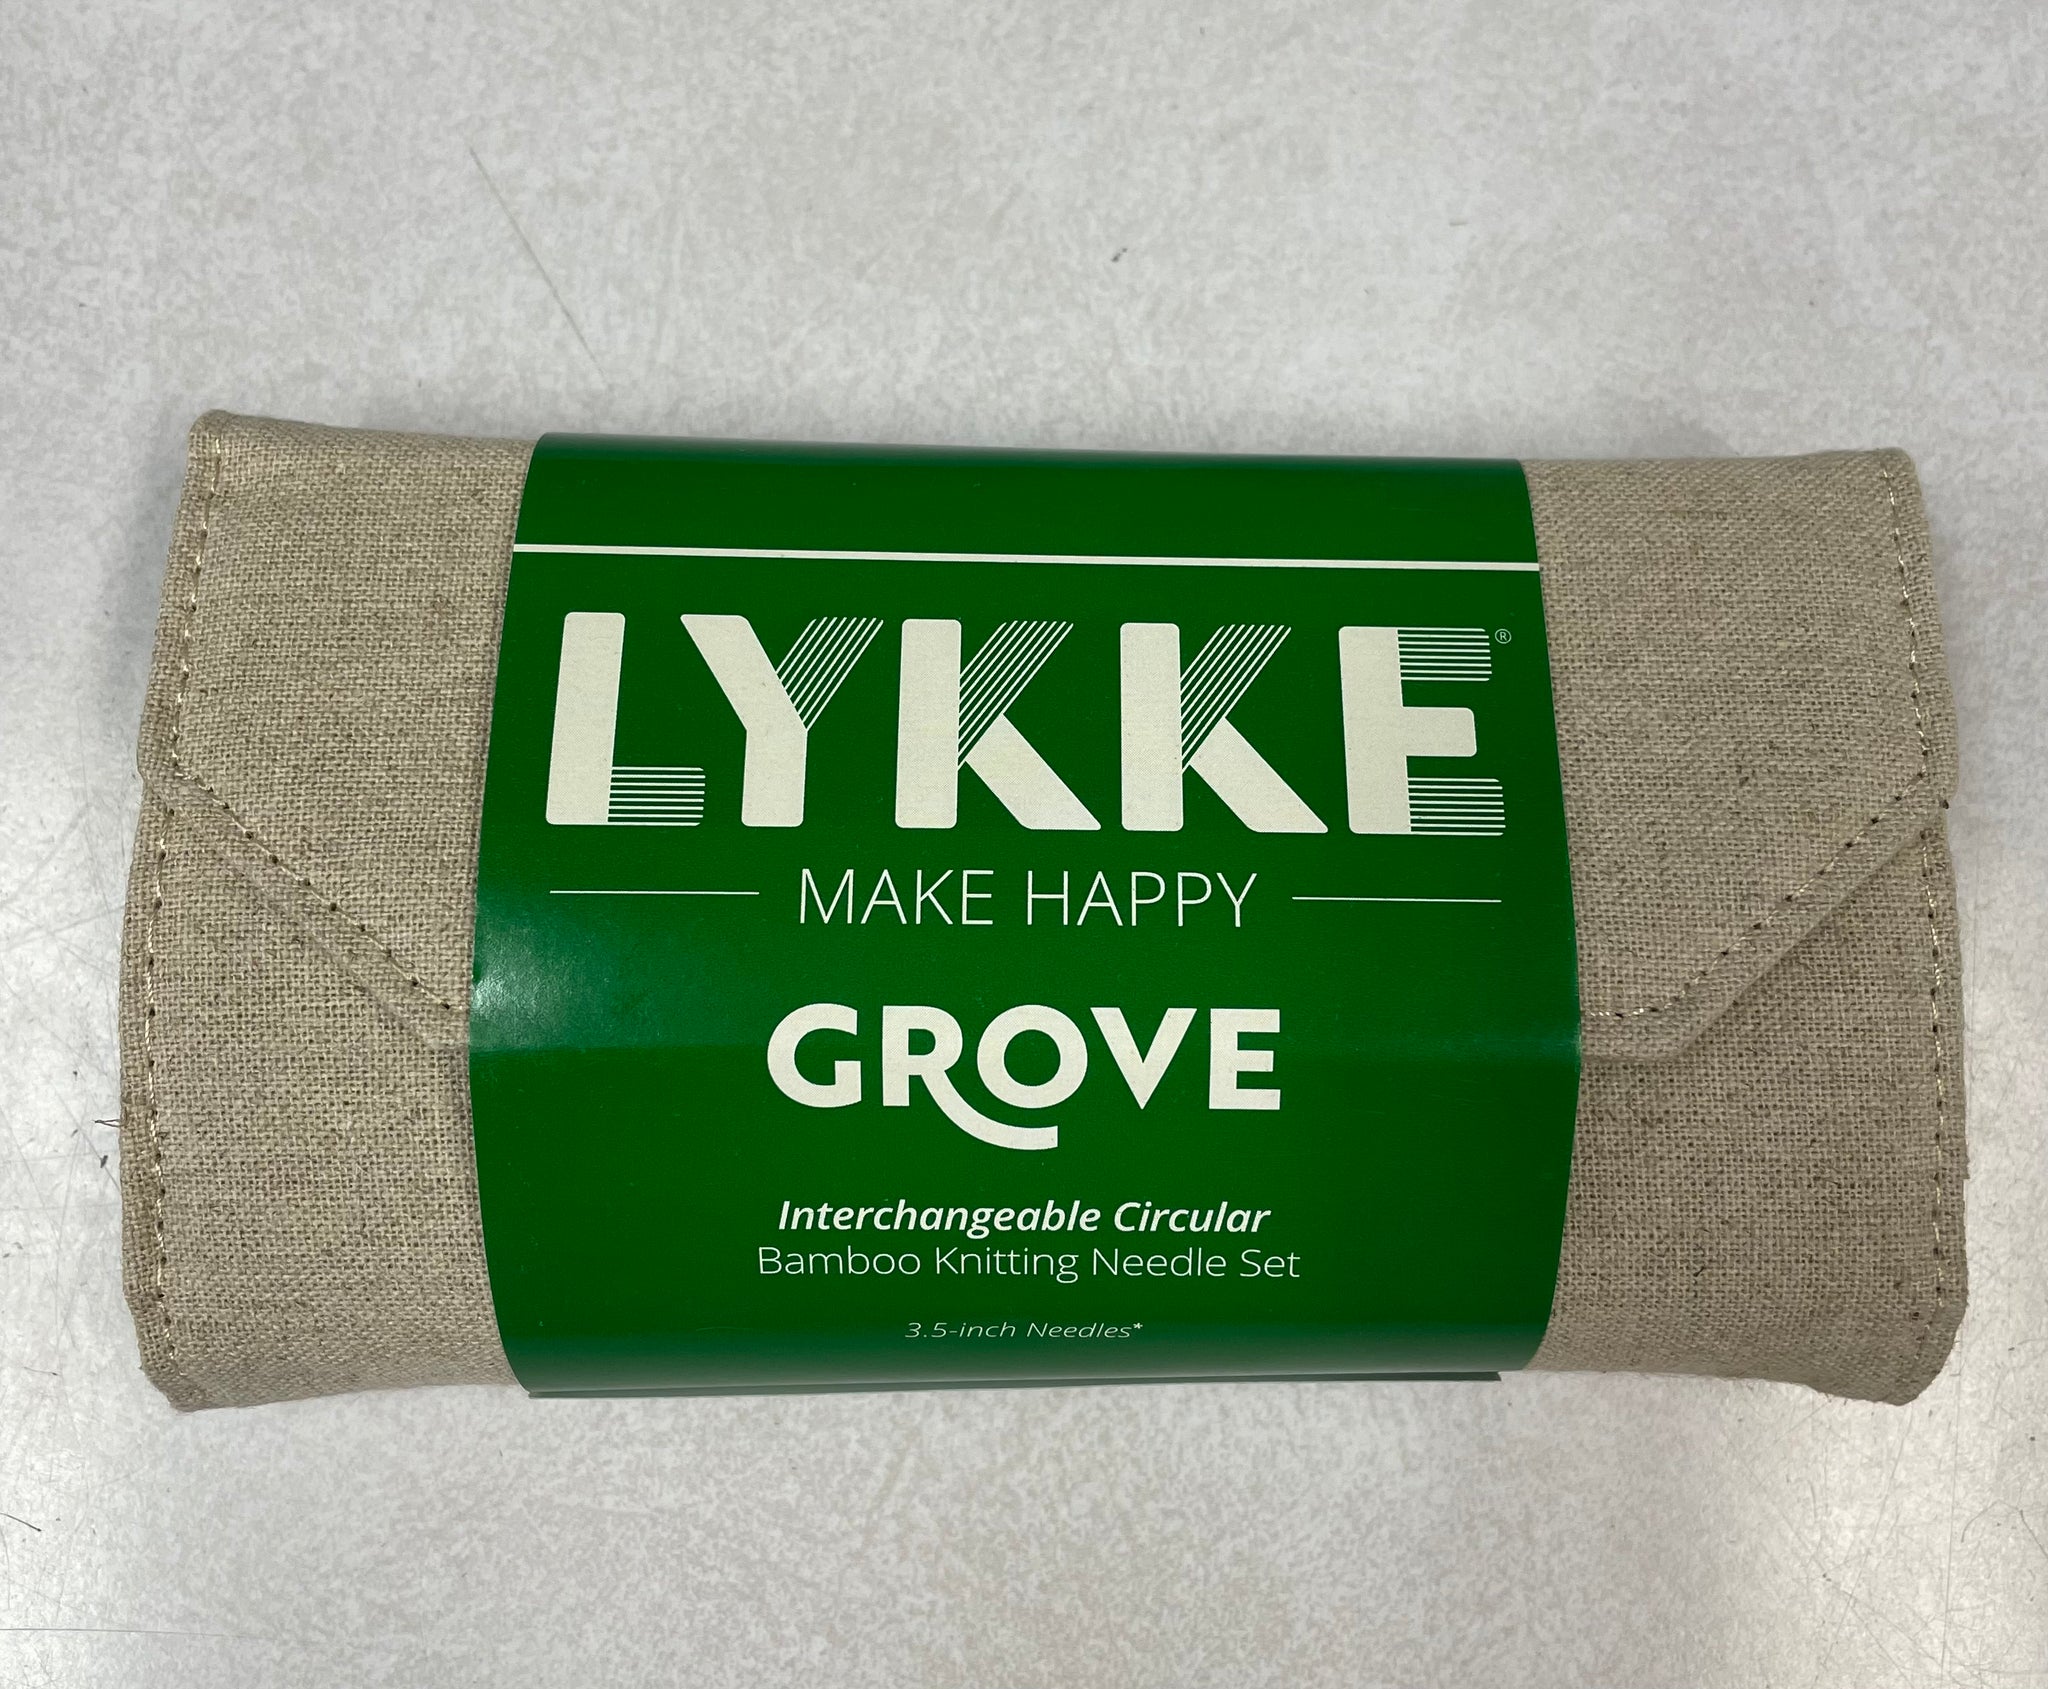 LYKKE®
MAKE HAPPY
GROVE
Interchangeable Circular
Bamboo Knitting Needle Set
3.5-inch Needles*